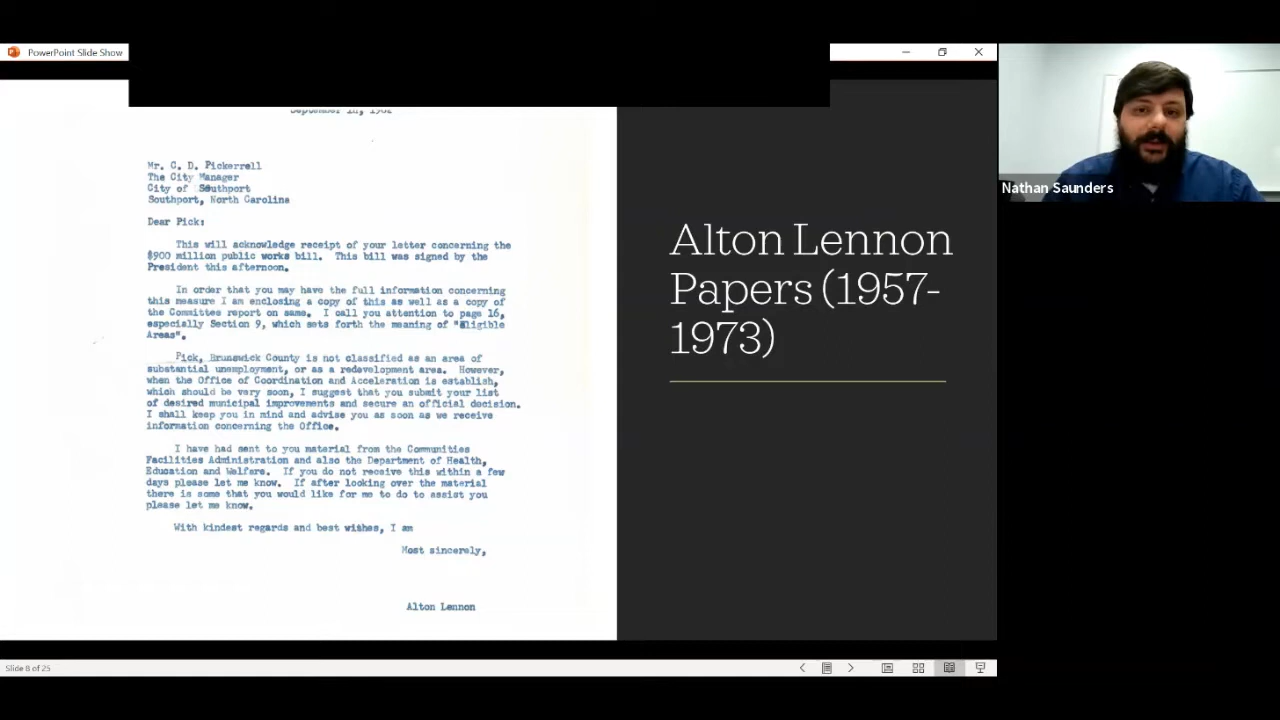 PowerPoint Slide Show
Mr. C. D. Pickerrell
The City Manager
City of Southport
Southport, North Carolina
Dear Pick:
This will acknowledge receipt of your letter concerning the
$900 million public works bill. This bill was signed by the
President this afternoon.
In order that you may have the full information concerning
this measure I am enclosing a copy of this as well as a copy of
the Committee report on same. I call you attention to page 16,
especially Section 9, which sets forth the meaning of "Eligible
Areas".
Pick, Brunswick County is not classified as an area of
substantial unemployment, or as a redevelopment area. However,
when the Office of Coordination and Acceleration is establish,
which should be very soon, I suggest that you submit your list
of desired municipal improvements and secure an official decision.
I shall keep you in mind and advise you as soon as we receive
information concerning the Office.
I have had sent to you material from the Communities
Facilities Administration and also the Department of Health,
Education and Welfare. If you do not receive this within a few
days please let me know. If after looking over the material
there is some that you would like for me to do to assist you
please let me know.
With kindest regards and best wishes, I am
Most sincerely,
Alton Lennon
Alton Lennon
Papers (1957-
1973)
Nathan Saunders
Slide 8 of 25